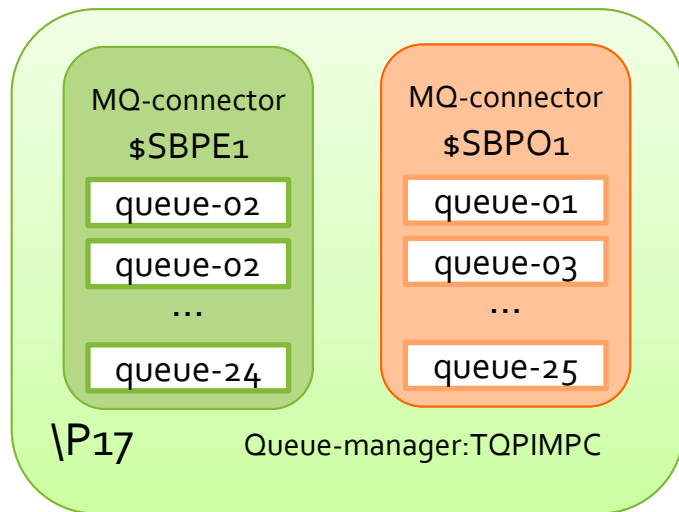 MQ-connector
$SBPE1
queue-02
queue-02
...
queue-24
MQ-connector
$SBPO1
queue-01
queue-03
...
queue-25
\P17
Queue-manager:TQPIMPC